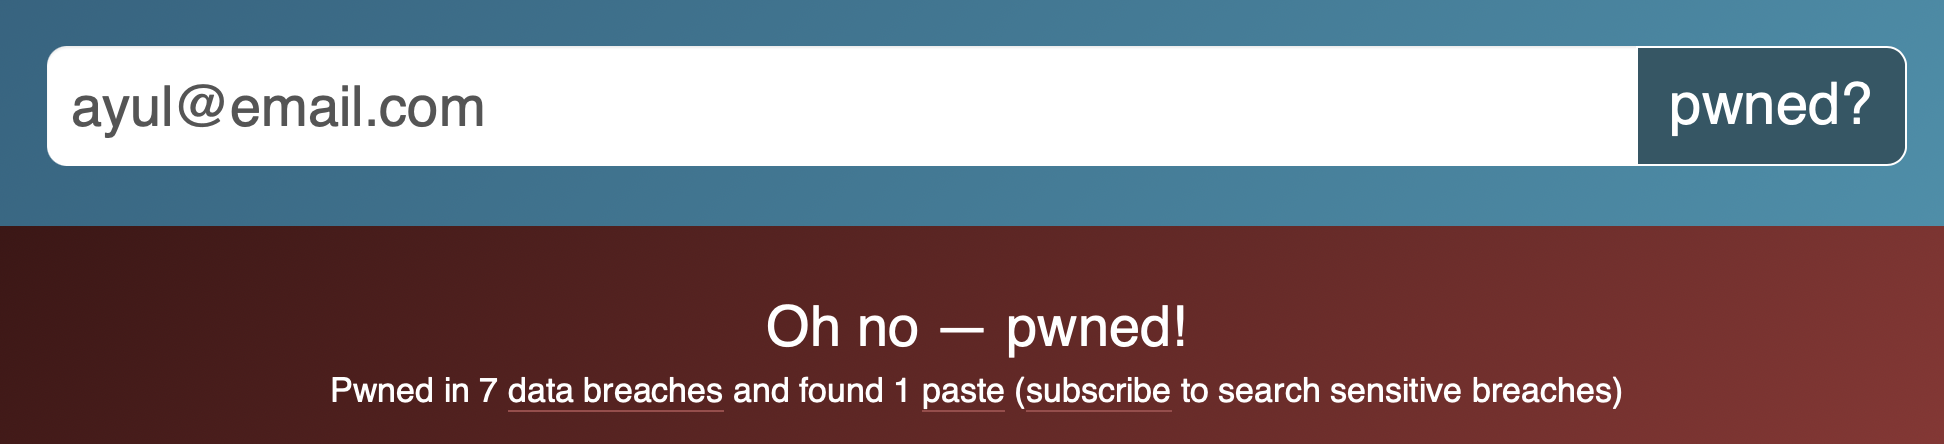 ayul@email.com
pwned?
Oh no — pwned!
Pwned in 7 data breaches and found 1 paste (subscribe to search sensitive breaches)